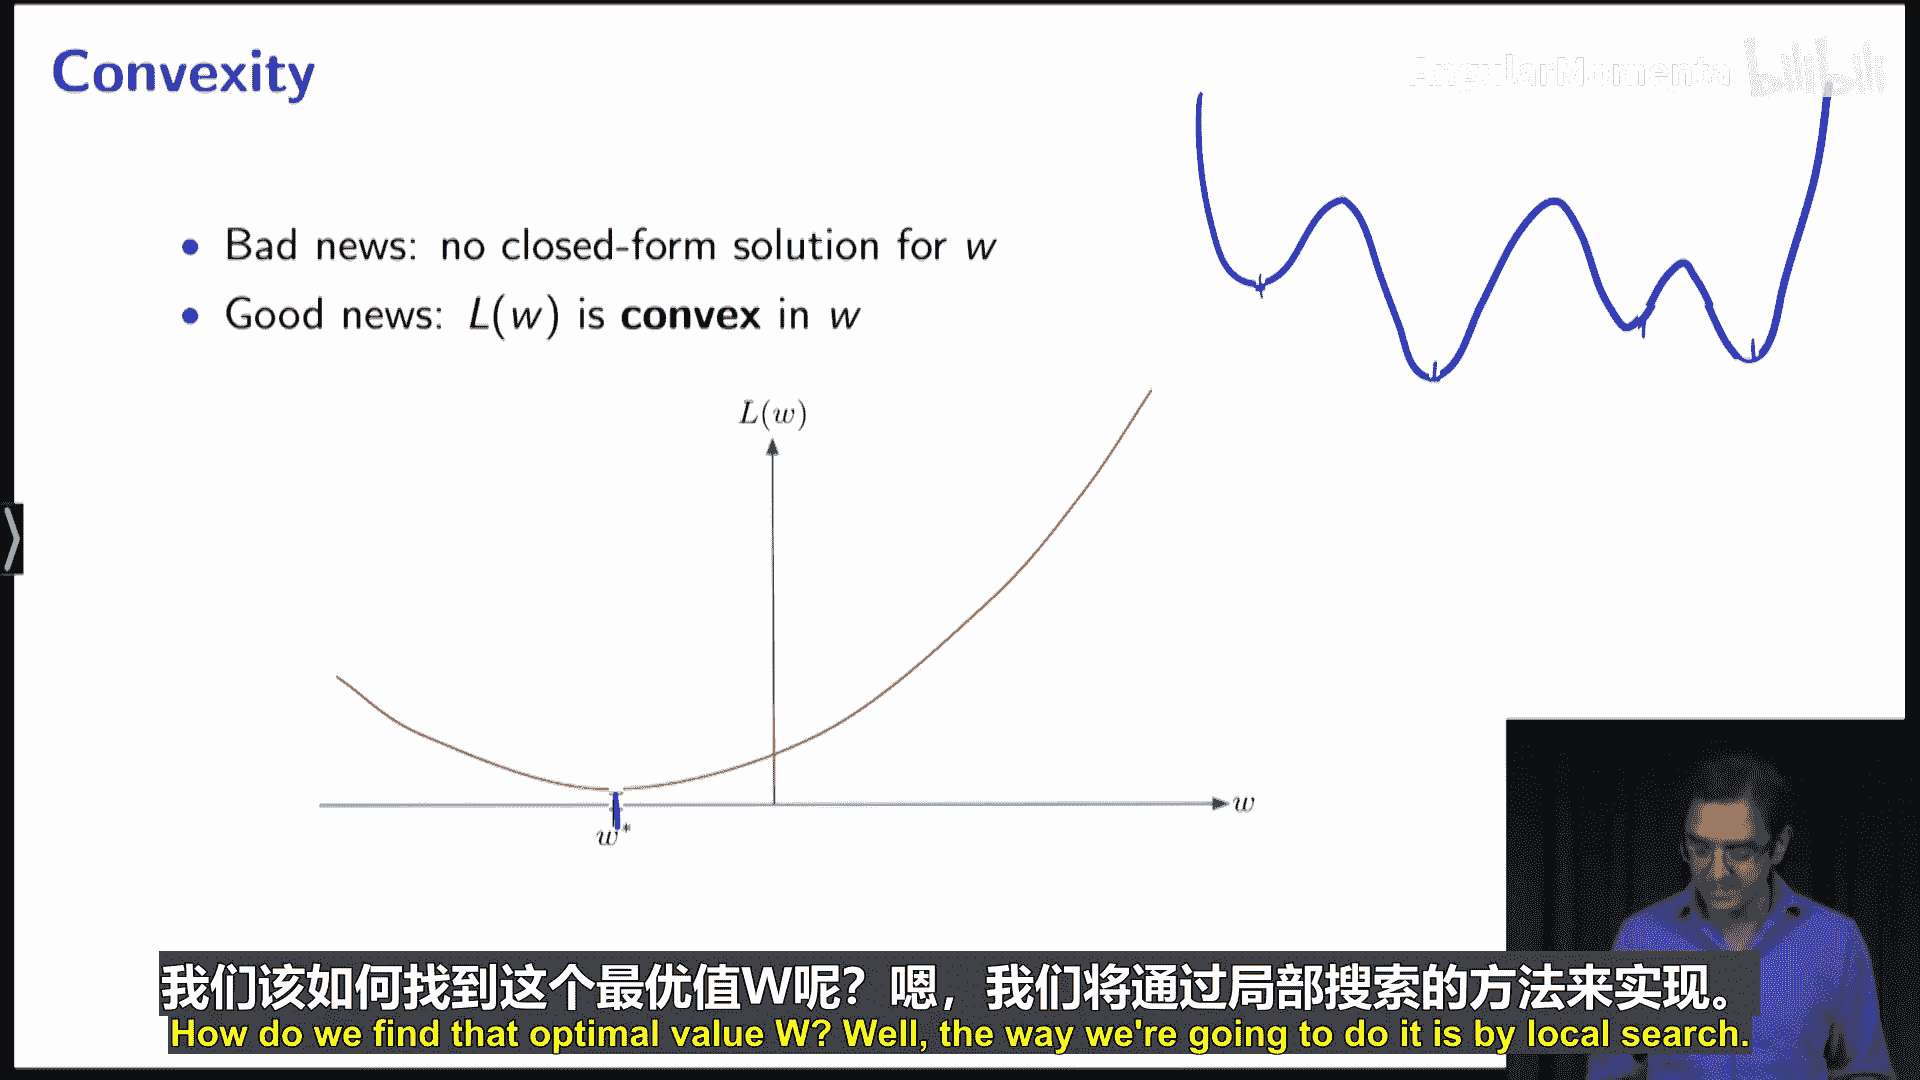 Convexity
AngularMomenta bilibili
• Bad news: no closed-form solution for w
• Good news: L(w) is convex in w
L(w)
w
w*
我们该如何找到这个最优值W呢？嗯，我们将通过局部搜索的方法来实现。
How do we find that optimal value W? Well, the way we're going to do it is by local search.